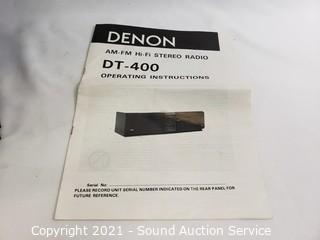 DENON
AM-FM Hi-Fi STEREO RADIO
DT-400
OPERATING INSTRUCTIONS
Serial No.
PLEASE RECORD UNIT SERIAL NUMBER INDICATED ON THE REAR PANEL FOR
FUTURE REFERENCE.
Copyright © 2021 - Sound Auction Service